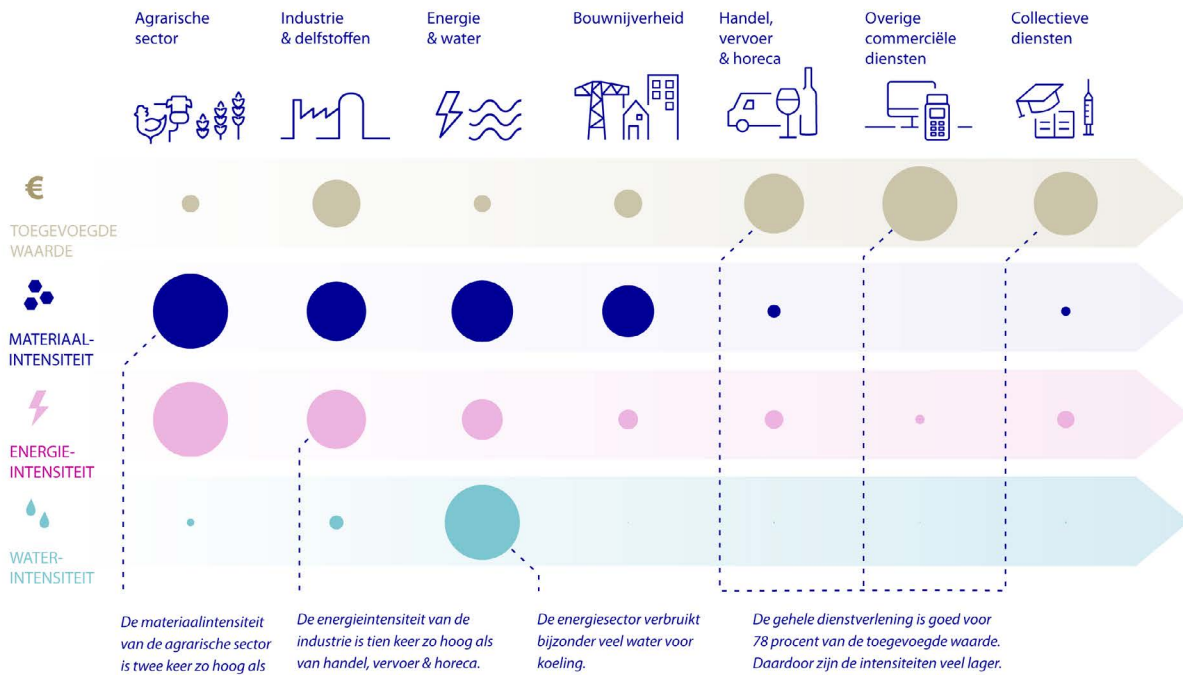 Agrarische
sector
Industrie
& delfstoffen
Energie
& water
Bouwnijverheid
Handel,
vervoer
& horeca
Overige
commerciële
diensten
Collectieve
diensten
€
TOEGEVOEGDE
WAARDE
MATERIAAL-
INTENSITEIT
ENERGIE-
INTENSITEIT
WATER-
INTENSITEIT
De materiaalintensiteit
van de agrarische sector
is twee keer zo hoog als
De energieintensiteit van de
industrie is tien keer zo hoog als
van handel, vervoer & horeca.
De energiesector verbruikt
bijzonder veel water voor
koeling.
De gehele dienstverlening is goed voor
78 procent van de toegevoegde waarde.
Daardoor zijn de intensiteiten veel lager.